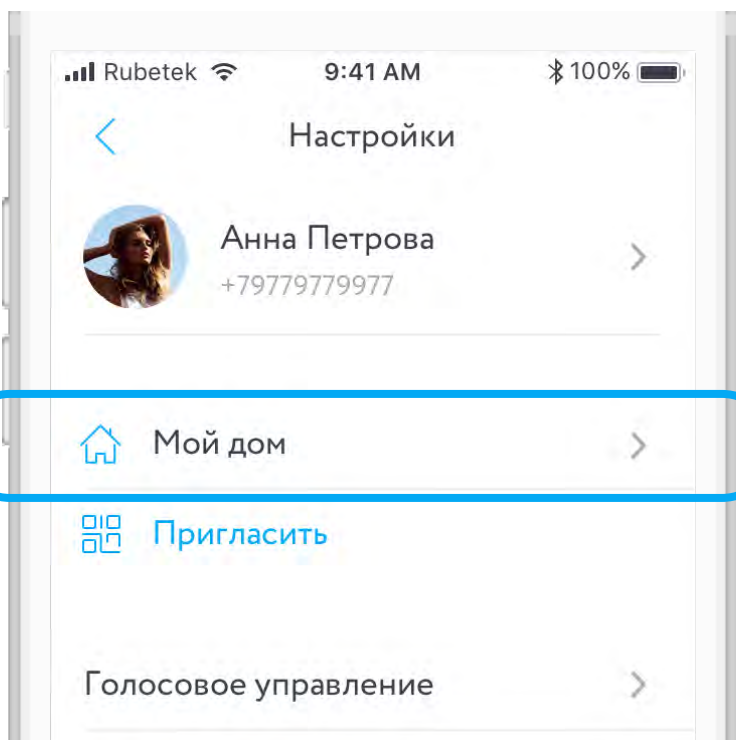 Rubetek 9:41 AM 100%
Настройки
Анна Петрова
+79779779977
Мой дом
Пригласить
Голосовое управление